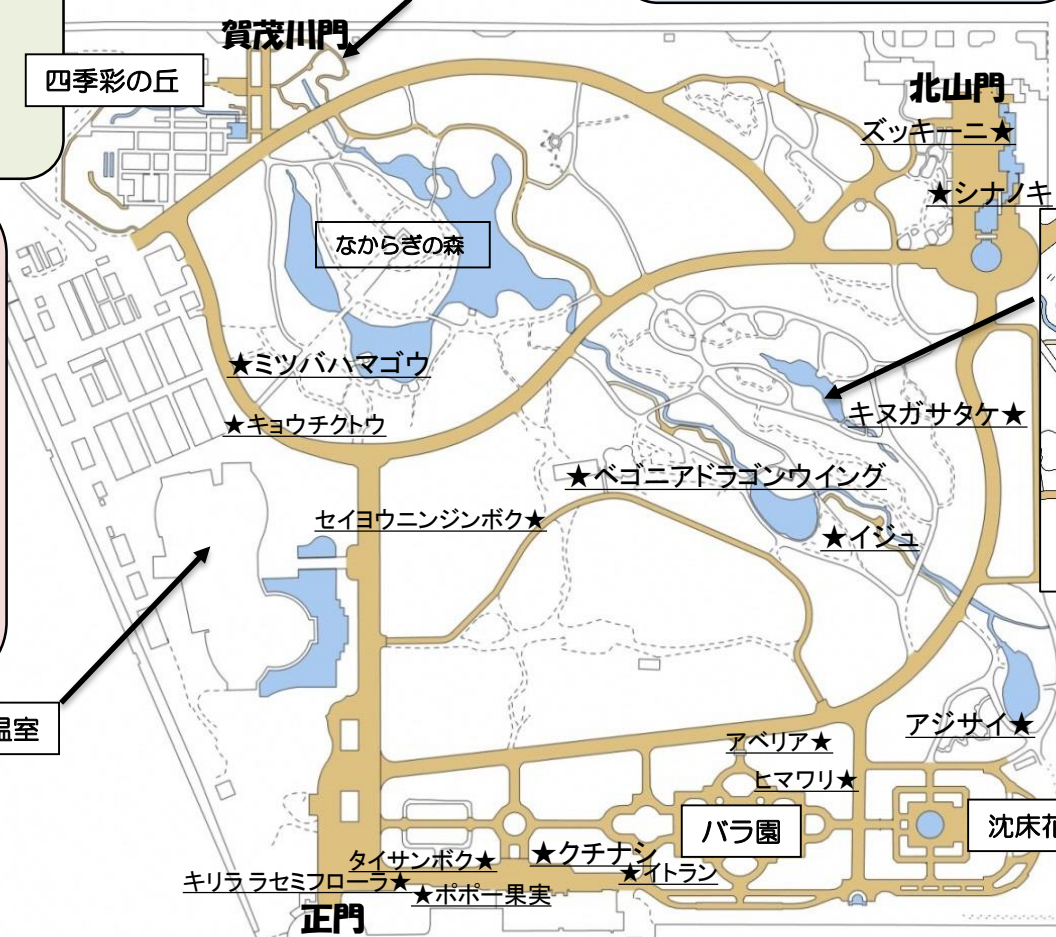 賀茂川門
四季彩の丘
北山門
ズッキーニ★
★シナノキ
なからぎの森
★ミツバハマゴウ
キヌガサタケ★
★キョウチクトウ
★ベゴニアドラゴンウイング
セイヨウニンジンボク★
★イジュ
温室
アジサイ★
アベリア★
ヒマワリ★
バラ園
沈床花
タイサンボク★
★クチナシ
★イトラン
キリララセミフローラ★
★ポポー果実
正門